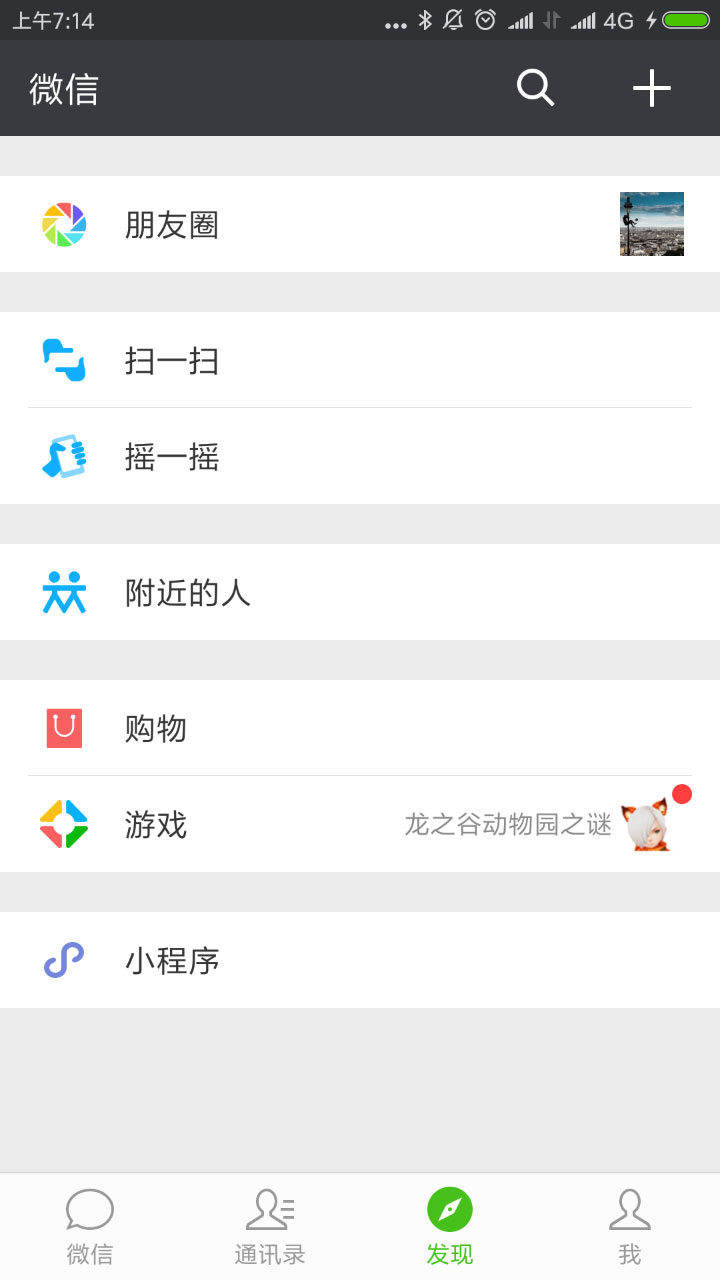 上午7:14
4G
微信
朋友圈
扫一扫
摇一摇
附近的人
购物
游戏
龙之谷动物园之谜
小程序
微信
通讯录
发现
我